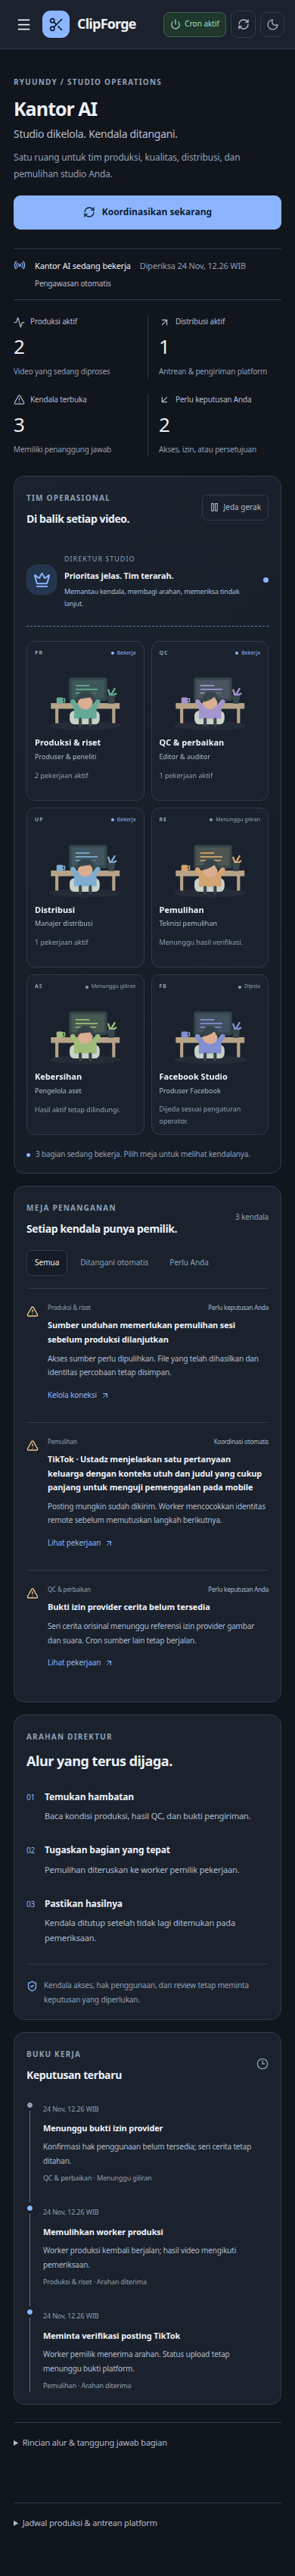 ClipForge
Cron aktif
RYUUNDY / STUDIO OPERATIONS
Kantor AI
Studio dikelola. Kendala ditangani.
Satu ruang untuk tim produksi, kualitas, distribusi, dan
pemulihan studio Anda.
Koordinasikan sekarang
Kantor AI sedang bekerja Diperiksa 24 Nov, 12.26 WIB
Pengawasan otomatis
Produksi aktif
2
Video yang sedang diproses
Distribusi aktif
1
Antrean & pengiriman platform
Kendala terbuka
3
Memiliki penanggung jawab
Perlu keputusan Anda
2
Akses, izin, atau persetujuan
TIM OPERASIONAL
Di balik setiap video.
Jeda gerak
DIREKTUR STUDIO
Prioritas jelas. Tim terarah.
Memantau kendala, membagi arahan, memeriksa tindak
lanjut.
PR Bekerja
Produksi & riset
Produser & peneliti
2 pekerjaan aktif
QC Bekerja
QC & perbaikan
Editor & auditor
1 pekerjaan aktif
UP Bekerja
Distribusi
Manajer distribusi
1 pekerjaan aktif
RE Menunggu giliran
Pemulihan
Teknisi pemulihan
Menunggu hasil verifikasi.
AS Menunggu giliran
Kebersihan
Pengelola aset
Hasil aktif tetap dilindungi.
FB Dijeda
Facebook Studio
Produser Facebook
Dijeda sesuai pengaturan
operator.
3 bagian sedang bekerja. Pilih meja untuk melihat kendalanya.
MEJA PENANGANAN
Setiap kendala punya pemilik.
3 kendala
Semua Ditangani otomatis Perlu Anda
Produksi & riset Perlu keputusan Anda
Sumber unduhan memerlukan pemulihan sesi
sebelum produksi dilanjutkan
Akses sumber perlu dipulihkan. File yang telah dihasilkan dan
identitas percobaan tetap disimpan.
Kelola koneksi
Pemulihan Koordinasi otomatis
TikTok · Ustadz menjelaskan satu pertanyaan
keluarga dengan konteks utuh dan judul yang cukup
panjang untuk menguji pemenggalan pada mobile
Posting mungkin sudah dikirim. Worker mencocokkan identitas
remote sebelum memutuskan langkah berikutnya.
Lihat pekerjaan
QC & perbaikan Perlu keputusan Anda
Bukti izin provider cerita belum tersedia
Seri cerita orisinal menunggu referensi izin provider gambar
dan suara. Cron sumber lain tetap berjalan.
Lihat pekerjaan
ARAHAN DIREKTUR
Alur yang terus dijaga.
01 Temukan hambatan
Baca kondisi produksi, hasil QC, dan bukti pengiriman.
02 Tugaskan bagian yang tepat
Pemulihan diteruskan ke worker pemilik pekerjaan.
03 Pastikan hasilnya
Kendala ditutup setelah tidak lagi ditemukan pada
pemeriksaan.
Kendala akses, hak penggunaan, dan review tetap meminta
keputusan yang diperlukan.
BUKU KERJA
Keputusan terbaru
24 Nov, 12.26 WIB
Menunggu bukti izin provider
Konfirmasi hak penggunaan belum tersedia; seri cerita tetap
ditahan.
QC & perbaikan · Menunggu giliran
24 Nov, 12.26 WIB
Memulihkan worker produksi
Worker produksi kembali berjalan; hasil video mengikuti
pemeriksaan.
Produksi & riset · Arahan diterima
24 Nov, 12.26 WIB
Meminta verifikasi posting TikTok
Worker pemilik menerima arahan. Status upload tetap
menunggu bukti platform.
Pemulihan · Arahan diterima
Rincian alur & tanggung jawab bagian
Jadwal produksi & antrean platform